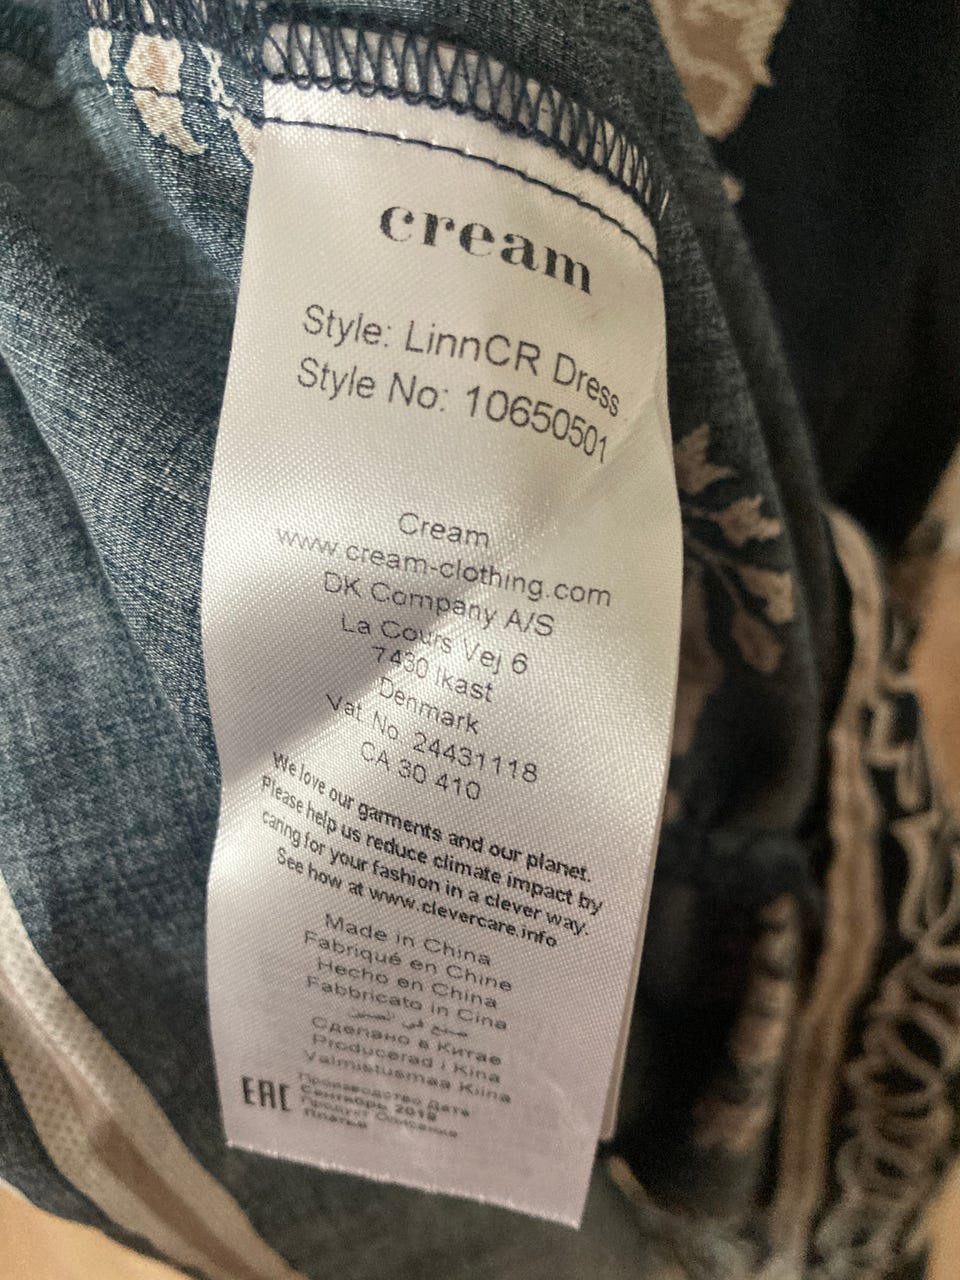 cream
Style: LinnCR Dress
Style No: 10650501
Cream
www.cream-clothing.com
DK Company A/S
La Cours Vej 6
7430 Ikast
Denmark
Vat. No. 24431118
CA 30 410
We love our garments and our planet.
Please help us reduce climate impact by
caring for your fashion in a clever way.
See how at www.clevercare.info
Made in China
Fabriqué en Chine
Hecho en China
Fabbricato in Cina
صنع في الصين
Сделано в Китае
Producerad i Kina
Valmistusmaa Kiina
EAC
Производство Дата
Сентябрь 2019
Продукт Описание
Платье